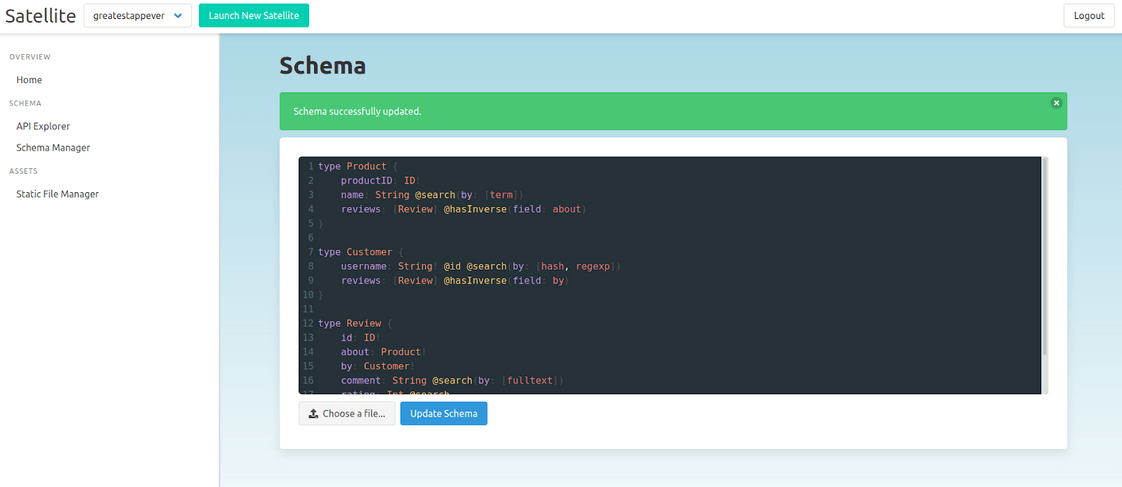 Satellite greatestappever Launch New Satellite Logout
OVERVIEW
Home
SCHEMA
API Explorer
Schema Manager
ASSETS
Static File Manager
Schema
Schema successfully updated.
1 type Product {
2 productID: ID!
3 name: String @search(by: [term])
4 reviews: [Review] @hasInverse(field: about)
5 }
6
7 type Customer {
8 username: String! @id @search(by: [hash, regexp])
9 reviews: [Review] @hasInverse(field: by)
10 }
11
12 type Review {
13 id: ID!
14 about: Product!
15 by: Customer!
16 comment: String @search(by: [fulltext])
17 rating: Int @search
Choose a file... Update Schema